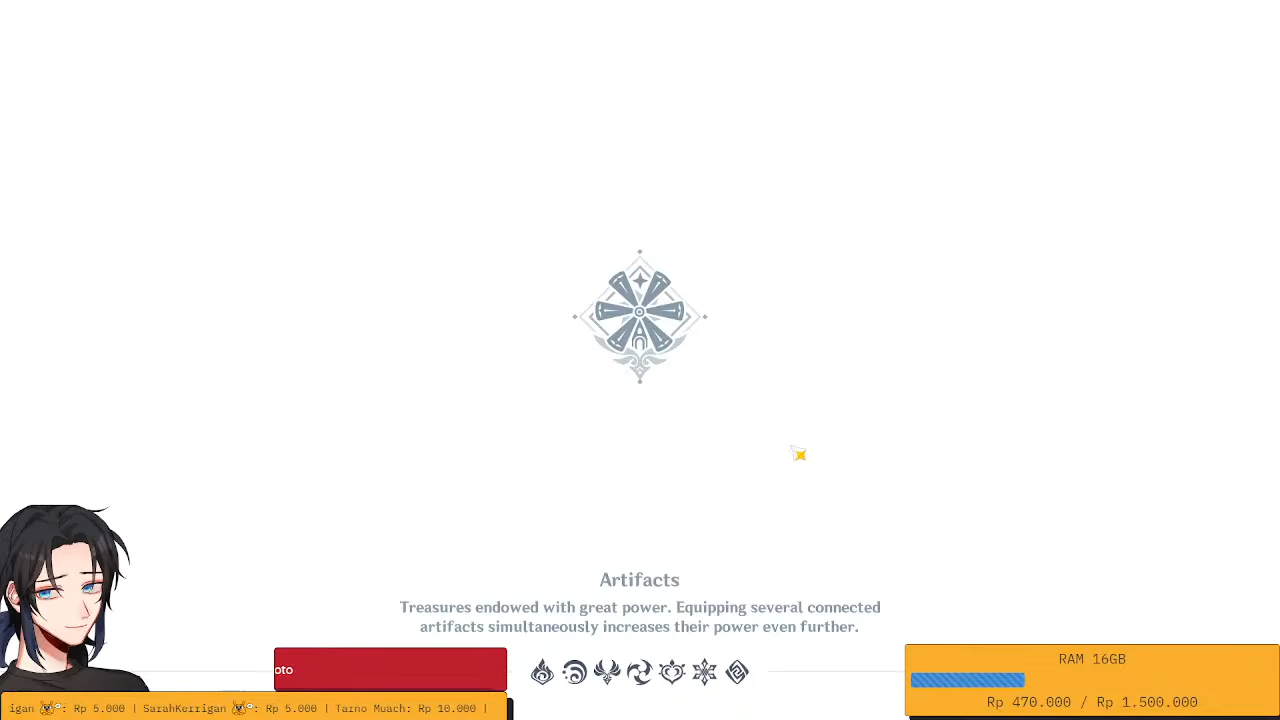 Artifacts
Treasures endowed with great power. Equipping several connected
artifacts simultaneously increases their power even further.
oto
RAM 16GB
Rp 470.000 / Rp 1.500.000
igan : Rp 5.000 | SarahKerrigan : Rp 5.000 | Tarno Muach: Rp 10.000 |